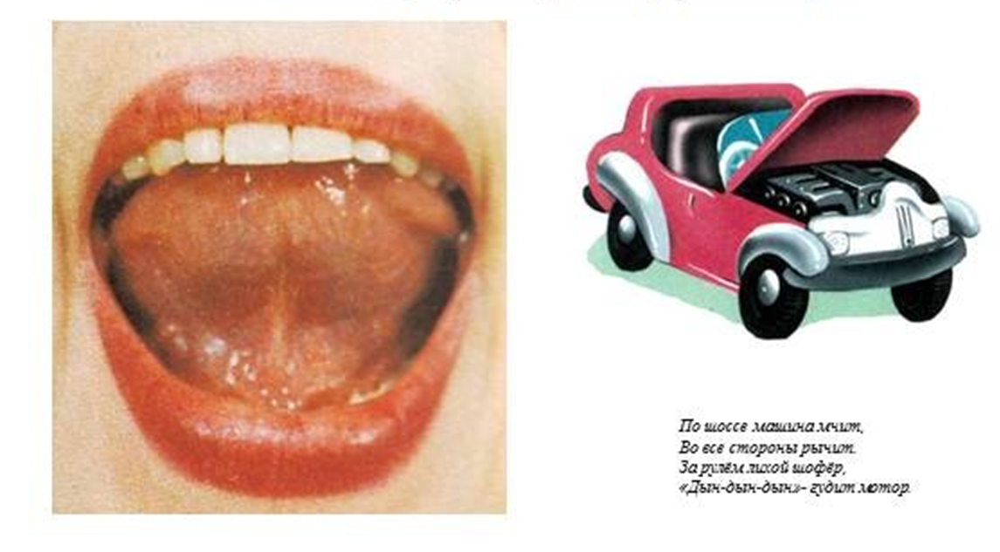 По шоссе машина мчит,
Во все стороны рычит.
За рулём лихой шофёр,
«Дын-дын-дын»- гудит мотор.